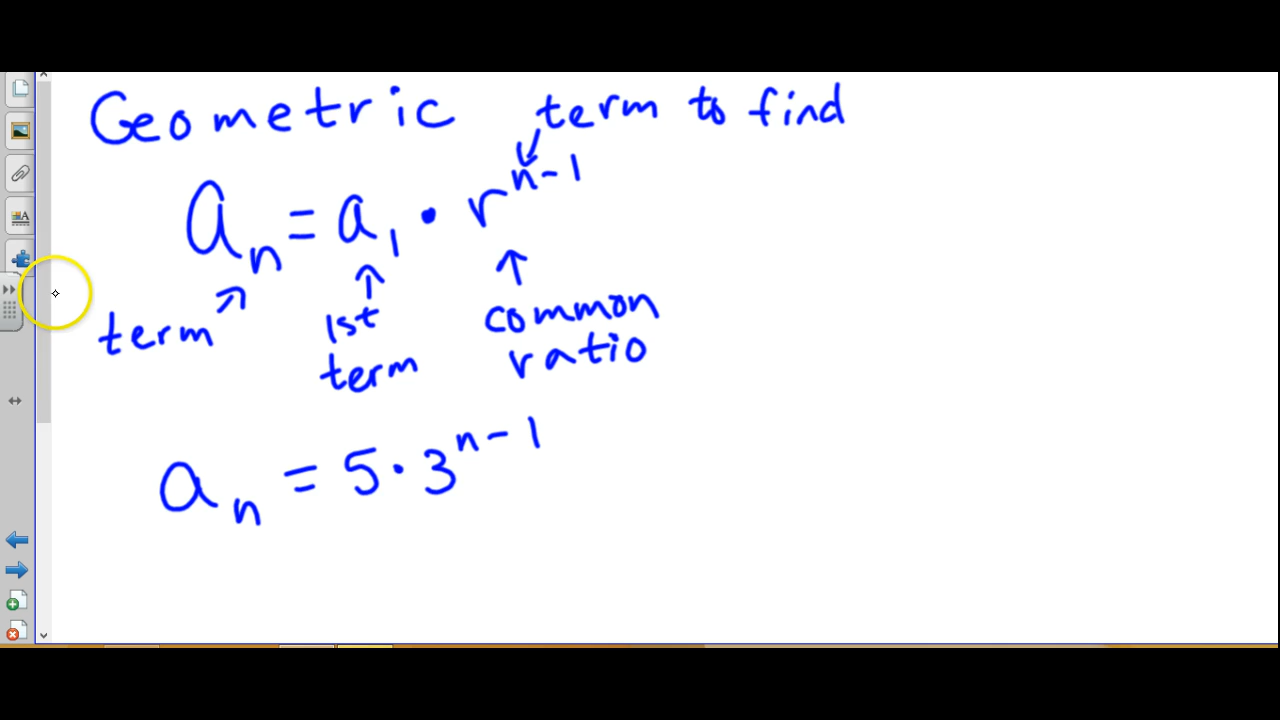 Geometric term to find
aₙ = a₁ · rⁿ⁻¹
term 1st term common ratio
aₙ = 5 · 3ⁿ⁻¹